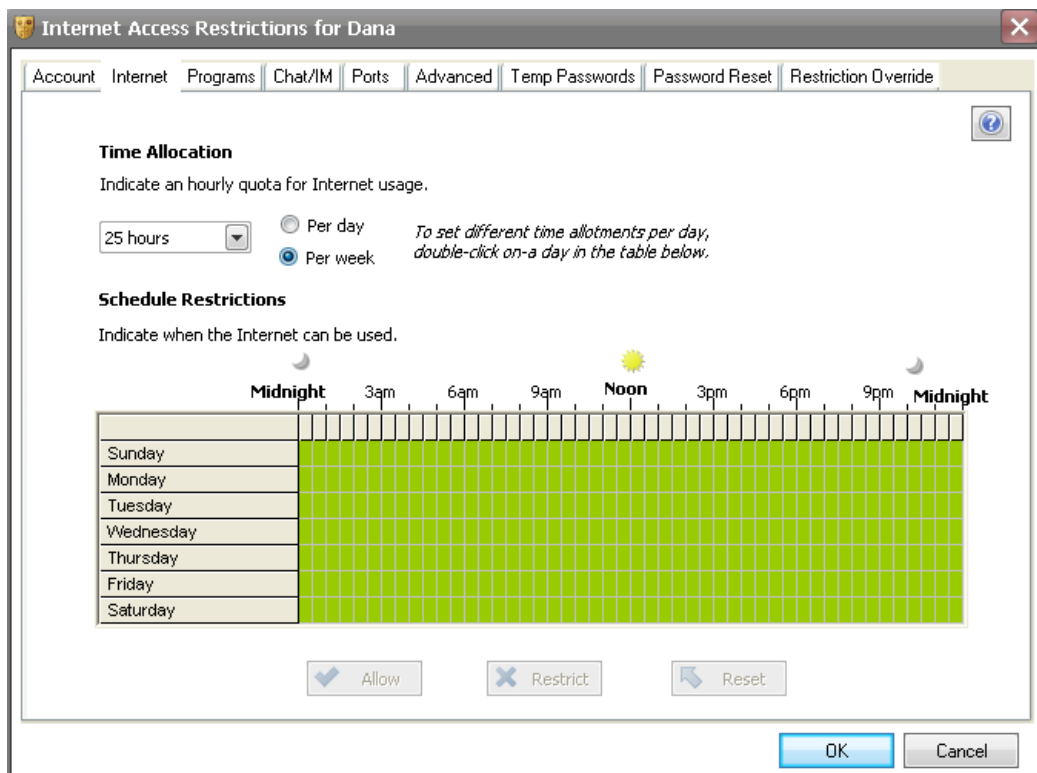 Internet Access Restrictions for Dana
Account Internet Programs Chat/IM Ports Advanced Temp Passwords Password Reset Restriction Override
Time Allocation
Indicate an hourly quota for Internet usage.
25 hours
Per day
Per week
To set different time allotments per day,
double-click on-a day in the table below.
Schedule Restrictions
Indicate when the Internet can be used.
Midnight 3am 6am 9am Noon 3pm 6pm 9pm Midnight
Sunday
Monday
Tuesday
Wednesday
Thursday
Friday
Saturday
Allow Restrict Reset
OK Cancel